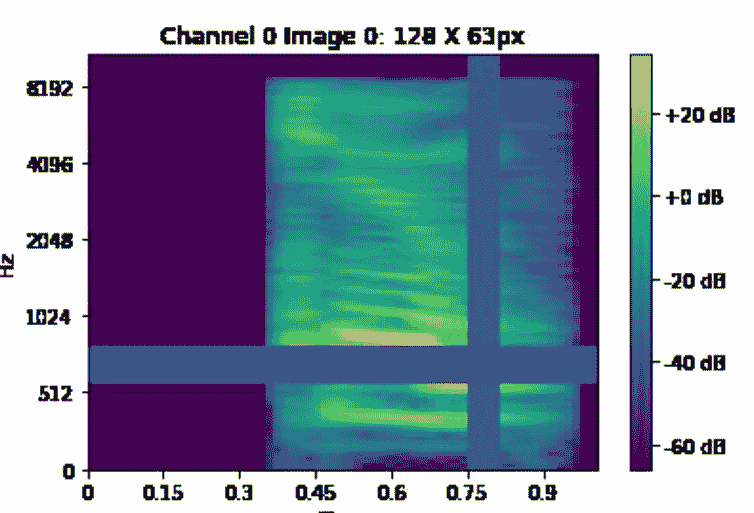 Channel 0 Image 0: 128 X 63px
8192
4096
2048
1024
512
0
Hz
0 0.15 0.3 0.45 0.6 0.75 0.9
+20 dB
+0 dB
-20 dB
-40 dB
-60 dB